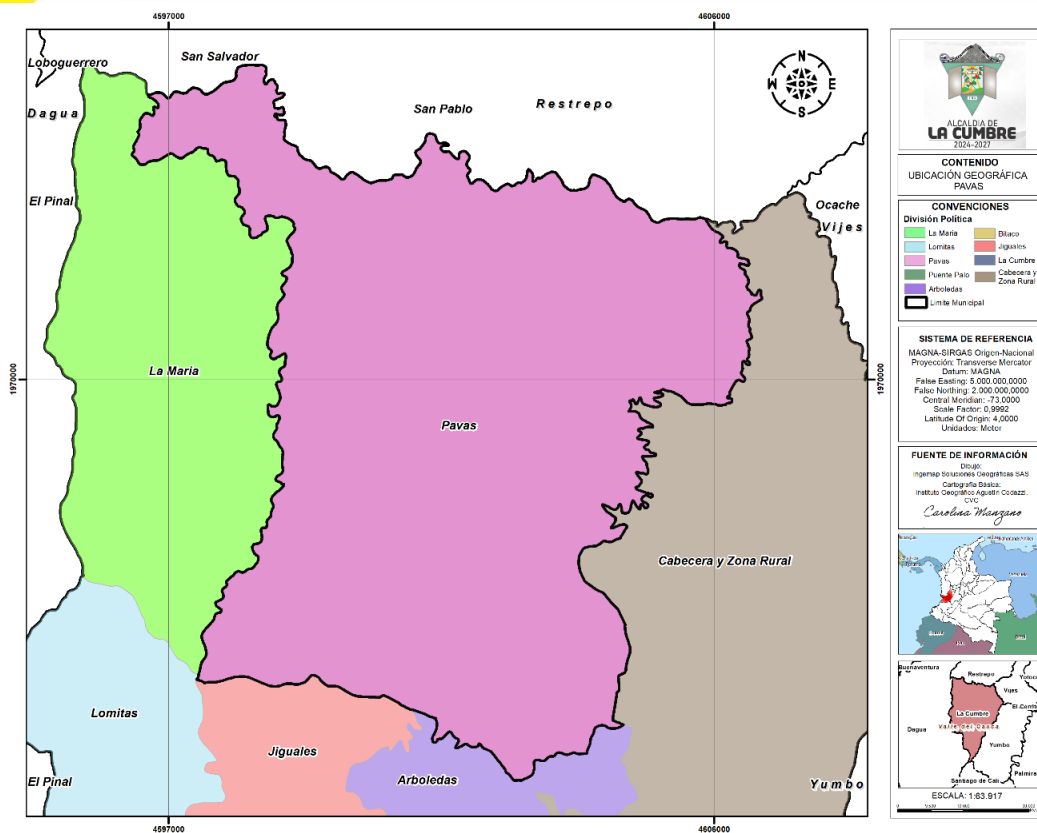 4597000
4606000
Loboguerrero
San Salvador
Dagua
San Pablo
Restrepo
N
W
E
S
El Pinal
Ocache
Vijes
La Maria
1970000
1970000
Pavas
Cabecera y Zona Rural
Lomitas
Jiguales
Arboledas
El Pinal
Yumbo
4597000
4606000
ALCALDIA DE
LA CUMBRE
2024-2027
CONTENIDO
UBICACIÓN GEOGRÁFICA
PAVAS
CONVENCIONES
División Política
La Maria
Lomitas
Pavas
Puente Palo
Arboledas
Bitaco
Jiguales
La Cumbre
Cabecera y
Zona Rural
Limite Municipal
SISTEMA DE REFERENCIA
MAGNA-SIRGAS Origen-Nacional
Proyección: Transverse Mercator
Datum: MAGNA
False Easting: 5.000.000,0000
False Northing: 2.000.000,0000
Central Meridian: -73,0000
Scale Factor: 0,9992
Latitude Of Origin: 4,0000
Unidades: Meter
FUENTE DE INFORMACIÓN
Dibujo:
Ingemap Soluciones Geográficas SAS
Cartografía Básica:
Instituto Geográfico Agustín Codazzi.
CVC
Carolina Manzano
Buenaventura
Restrepo
Yotoco
Vijes
El Cerrito
La Cumbre
Valle del Cauca
Dagua
Yumbo
Palmira
Santiago de Cali
ESCALA: 1:63.917